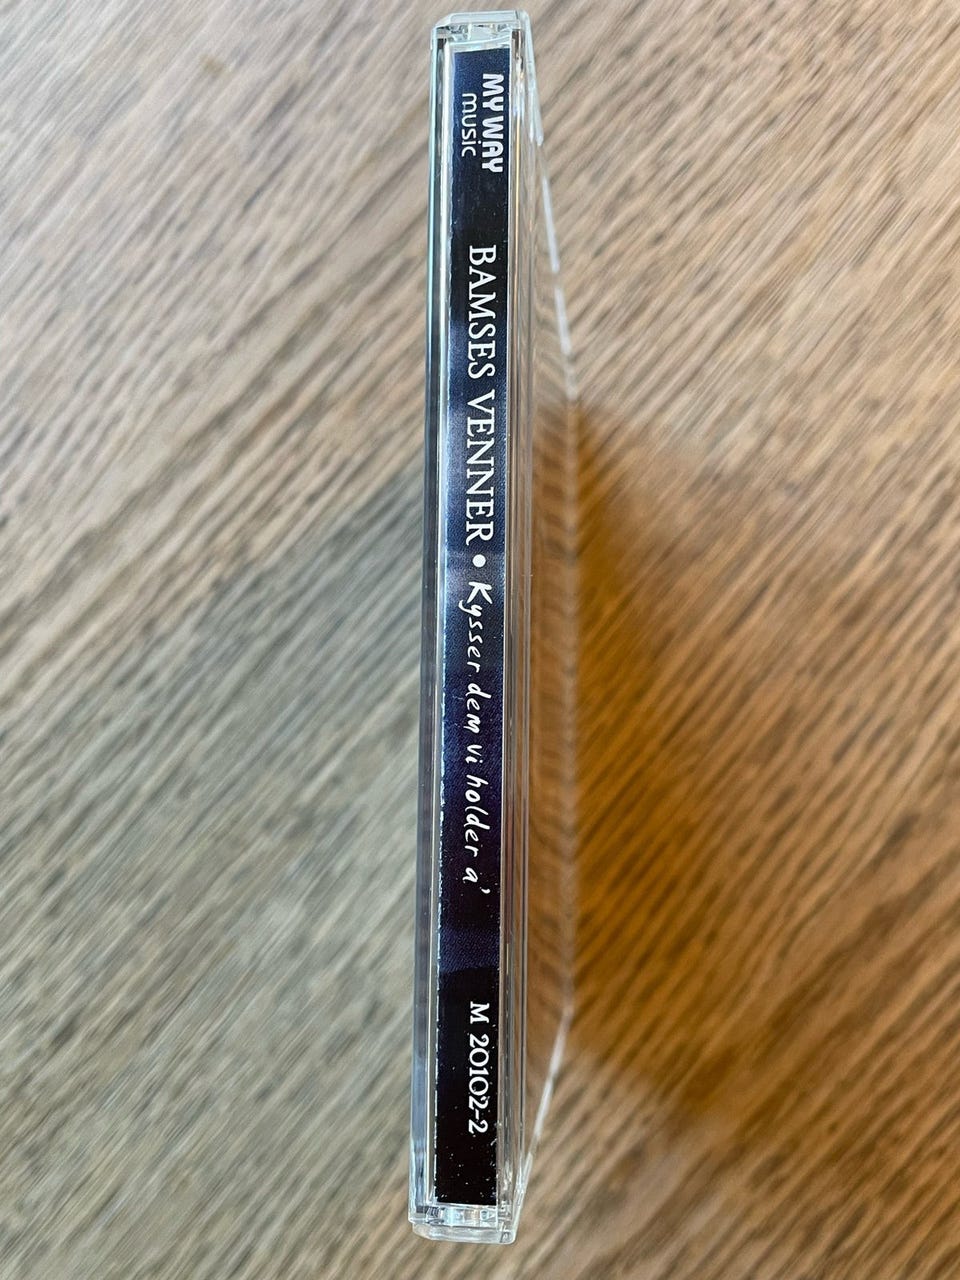 MY WAY
music
BAMSES VENNER • Kysser dem vi holder a'
M 20102-2